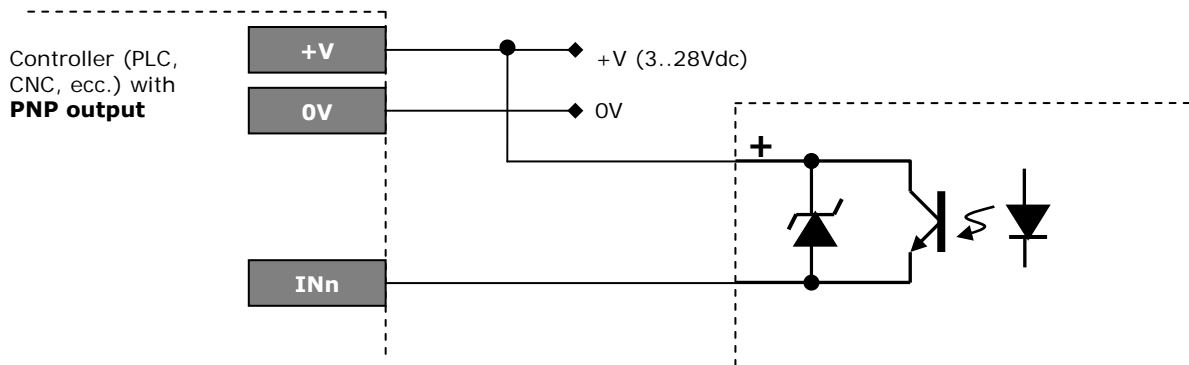 Controller (PLC,
CNC, ecc.) with
PNP output
+V
0V
INn
+V (3..28Vdc)
0V
+